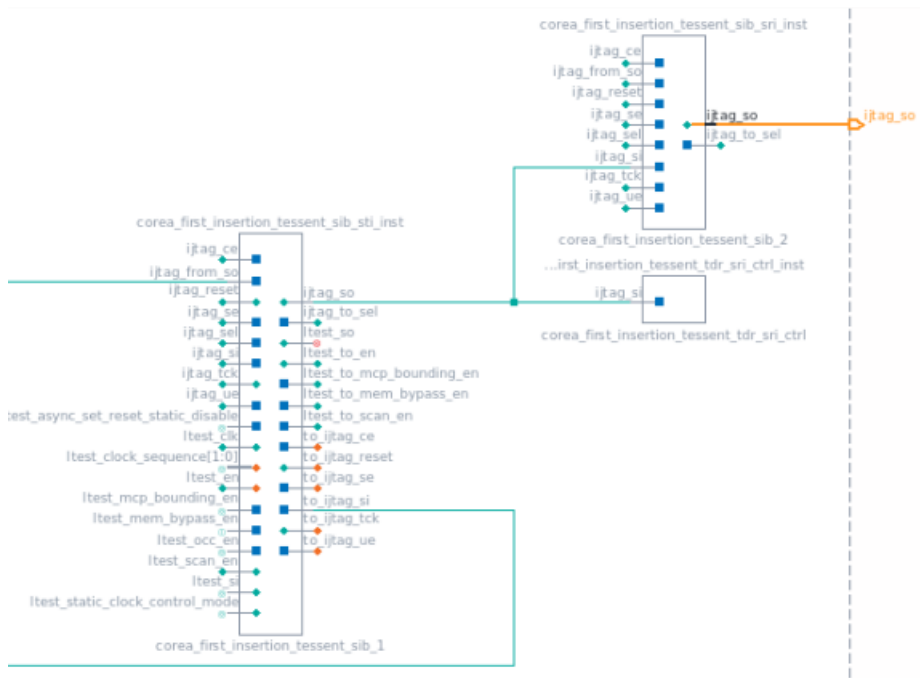 corea_first_insertion_tessent_sib_sri_inst
ijtag_ce
ijtag_from_so
ijtag_reset
ijtag_se
ijtag_sel
ijtag_si
ijtag_tck
ijtag_ue
ijtag_so
ijtag_to_sel
ijtag_so
corea_first_insertion_tessent_sib_2
...irst_insertion_tessent_tdr_sri_ctrl_inst
ijtag_si
corea_first_insertion_tessent_tdr_sri_ctrl
corea_first_insertion_tessent_sib_sti_inst
ijtag_ce
ijtag_from_so
ijtag_reset
ijtag_se
ijtag_sel
ijtag_si
ijtag_tck
ijtag_ue
test_async_set_reset_static_disable
ltest_clk
ltest_clock_sequence[1:0]
ltest_en
ltest_mcp_bounding_en
ltest_mem_bypass_en
ltest_occ_en
ltest_scan_en
ltest_si
ltest_static_clock_control_mode
ijtag_so
ijtag_to_sel
ltest_so
ltest_to_en
ltest_to_mcp_bounding_en
ltest_to_mem_bypass_en
ltest_to_scan_en
to_ijtag_ce
to_ijtag_reset
to_ijtag_se
to_ijtag_si
to_ijtag_tck
to_ijtag_ue
corea_first_insertion_tessent_sib_1